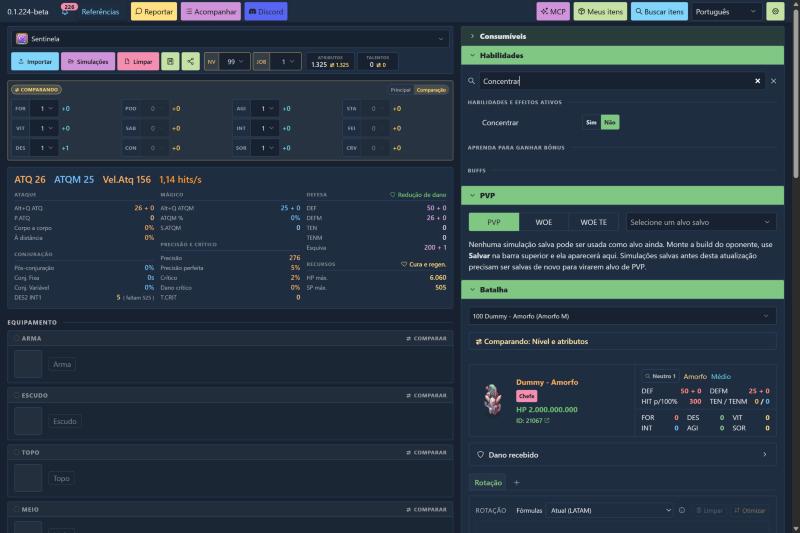 0.1.224-beta
226
Referências
Reportar
Acompanhar
Discord
MCP
Meus itens
Buscar itens
Português
Sentinela
Importar
Simulações
Limpar
NV
99
JOB
1
ATRIBUTOS
1.325 ⇄ 1.325
TALENTOS
0 ⇄ 0
⇄ COMPARANDO
Principal
Comparação
FOR 1 +0
POD 0 +0
AGI 1 +0
STA 0 +0
VIT 1 +0
SAB 0 +0
INT 1 +0
FEI 0 +0
DES 1 +1
CON 0 +0
SOR 1 +0
CRV 0 +0
ATQ 26 ATQM 25 Vel.Atq 156 1,14 hits/s
ATAQUE
Alt+Q ATQ 26 + 0
P.ATQ 0
Corpo a corpo 0%
À distância 0%
CONJURAÇÃO
Pós-conjuração 0%
Conj. Fixa 0s
Conj. Variável 0%
DES2 INT1 5 ( faltam 525 )
MÁGICO
Alt+Q ATQM 25 + 0
ATQM % 0%
S.ATQM 0
PRECISÃO E CRÍTICO
Precisão 276
Precisão perfeita 5%
Crítico 2%
Dano crítico 0%
T.CRIT 0
DEFESA
Redução de dano
DEF 50 + 0
DEFM 26 + 0
TEN 0
TENM 0
Esquiva 200 + 1
RECURSOS
Cura e regen.
HP máx. 6.060
SP máx. 505
EQUIPAMENTO
ARMA
COMPARAR
Arma
ESCUDO
COMPARAR
Escudo
TOPO
COMPARAR
Topo
MEIO
COMPARAR
Consumíveis
Habilidades
Concentrar
HABILIDADES E EFEITOS ATIVOS
Concentrar
Sim
Não
APRENDA PARA GANHAR BÔNUS
BUFFS
PVP
PVP
WOE
WOE TE
Selecione um alvo salvo
Nenhuma simulação salva pode ser usada como alvo ainda. Monte a build do oponente, use
Salvar na barra superior e ela aparecerá aqui. Simulações salvas antes desta atualização
precisam ser salvas de novo para virarem alvo de PVP.
Batalha
100 Dummy - Amorfo (Amorfo M)
⇄ Comparando: Nível e atributos
Dummy - Amorfo
Chefe
HP 2.000.000.000
ID: 21067
Neutro 1
Amorfo
Médio
DEF 50 + 0 DEFM 25 + 0
HIT p/100% 300 TEN / TENM 0 / 0
FOR 0 DES 0 VIT 0
INT 0 AGI 0 SOR 0
Dano recebido
Rotação
+
ROTAÇÃO
Fórmulas
Atual (LATAM)
Limpar
Otimizar